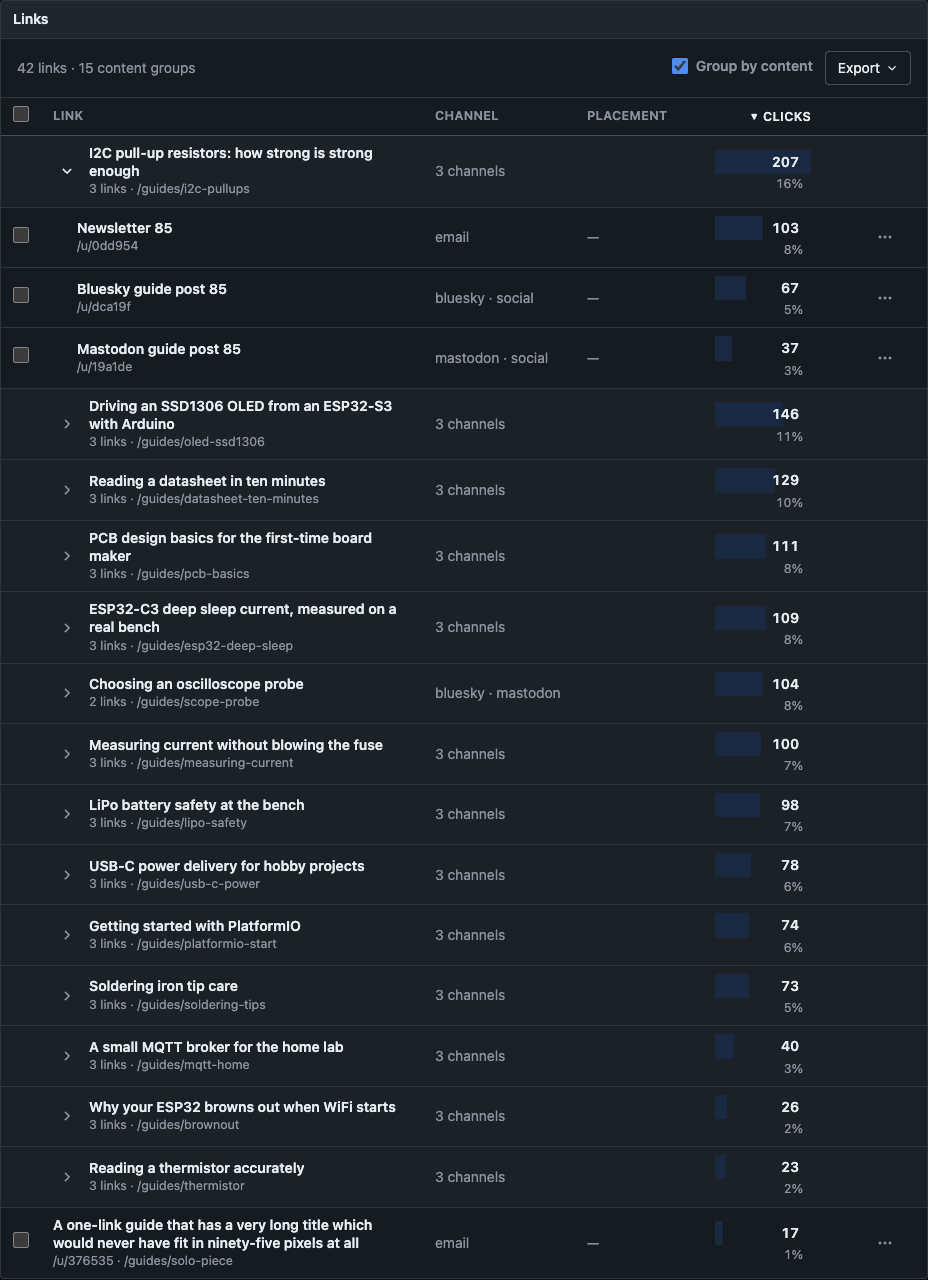 Links
42 links · 15 content groups
Group by content
Export
LINK CHANNEL PLACEMENT ▼ CLICKS
I2C pull-up resistors: how strong is strong
enough
3 links · /guides/i2c-pullups
3 channels
207
16%
Newsletter 85
/u/0dd954
email
—
103
8%
Bluesky guide post 85
/u/dca19f
bluesky · social
—
67
5%
Mastodon guide post 85
/u/19a1de
mastodon · social
—
37
3%
Driving an SSD1306 OLED from an ESP32-S3
with Arduino
3 links · /guides/oled-ssd1306
3 channels
146
11%
Reading a datasheet in ten minutes
3 links · /guides/datasheet-ten-minutes
3 channels
129
10%
PCB design basics for the first-time board
maker
3 links · /guides/pcb-basics
3 channels
111
8%
ESP32-C3 deep sleep current, measured on a
real bench
3 links · /guides/esp32-deep-sleep
3 channels
109
8%
Choosing an oscilloscope probe
2 links · /guides/scope-probe
bluesky · mastodon
104
8%
Measuring current without blowing the fuse
3 links · /guides/measuring-current
3 channels
100
7%
LiPo battery safety at the bench
3 links · /guides/lipo-safety
3 channels
98
7%
USB-C power delivery for hobby projects
3 links · /guides/usb-c-power
3 channels
78
6%
Getting started with PlatformIO
3 links · /guides/platformio-start
3 channels
74
6%
Soldering iron tip care
3 links · /guides/soldering-tips
3 channels
73
5%
A small MQTT broker for the home lab
3 links · /guides/mqtt-home
3 channels
40
3%
Why your ESP32 browns out when WiFi starts
3 links · /guides/brownout
3 channels
26
2%
Reading a thermistor accurately
3 links · /guides/thermistor
3 channels
23
2%
A one-link guide that has a very long title which
would never have fit in ninety-five pixels at all
/u/376535 · /guides/solo-piece
email
—
17
1%